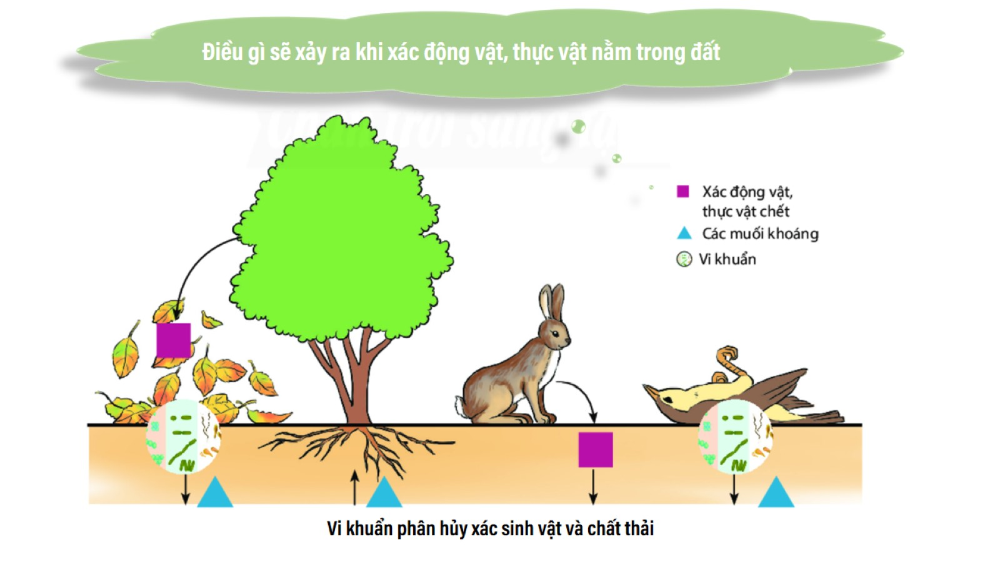 Điều gì sẽ xảy ra khi xác động vật, thực vật nằm trong đất
Xác động vật,
thực vật chết
Các muối khoáng
Vi khuẩn
Vi khuẩn phân hủy xác sinh vật và chất thải